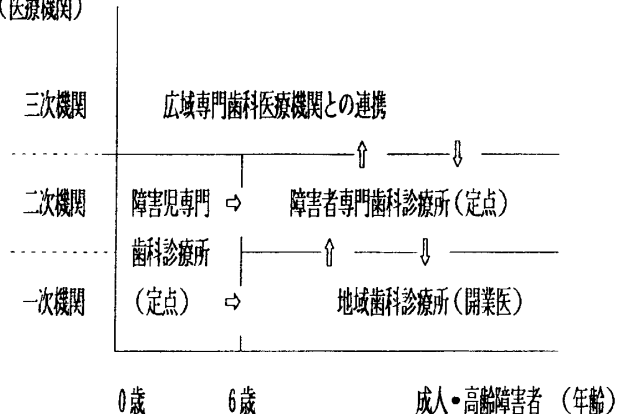 (医療機関)
三次機関 広域専門歯科医療機関との連携
⇧ ⇩
二次機関 障害児専門 ⇨ 障害者専門歯科診療所(定点)
歯科診療所 ⇧ ⇩
一次機関 (定点) ⇨ 地域歯科診療所(開業医)
0歳 6歳 成人・高齢障害者 (年齢)